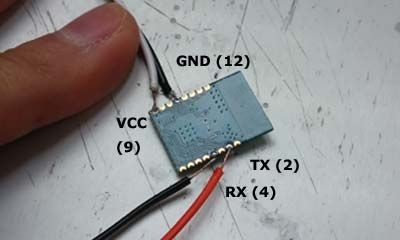 GND (12)
VCC
(9)
TX (2)
RX (4)